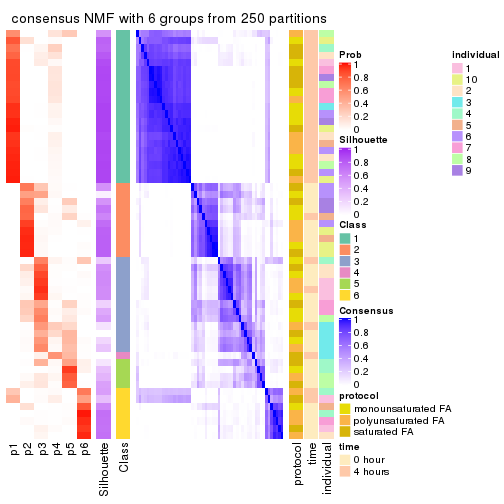 consensus NMF with 6 groups from 250 partitions
p1
p2
p3
p4
p5
p6
Silhouette
Class
protocol
time
individual
Prob
1
0.8
0.6
0.4
0.2
0
Silhouette
1
0.8
0.6
0.4
0.2
0
Class
1
2
3
4
5
6
Consensus
1
0.8
0.6
0.4
0.2
0
protocol
monounsaturated FA
polyunsaturated FA
saturated FA
time
0 hour
4 hours
individual
1
10
2
3
4
5
6
7
8
9